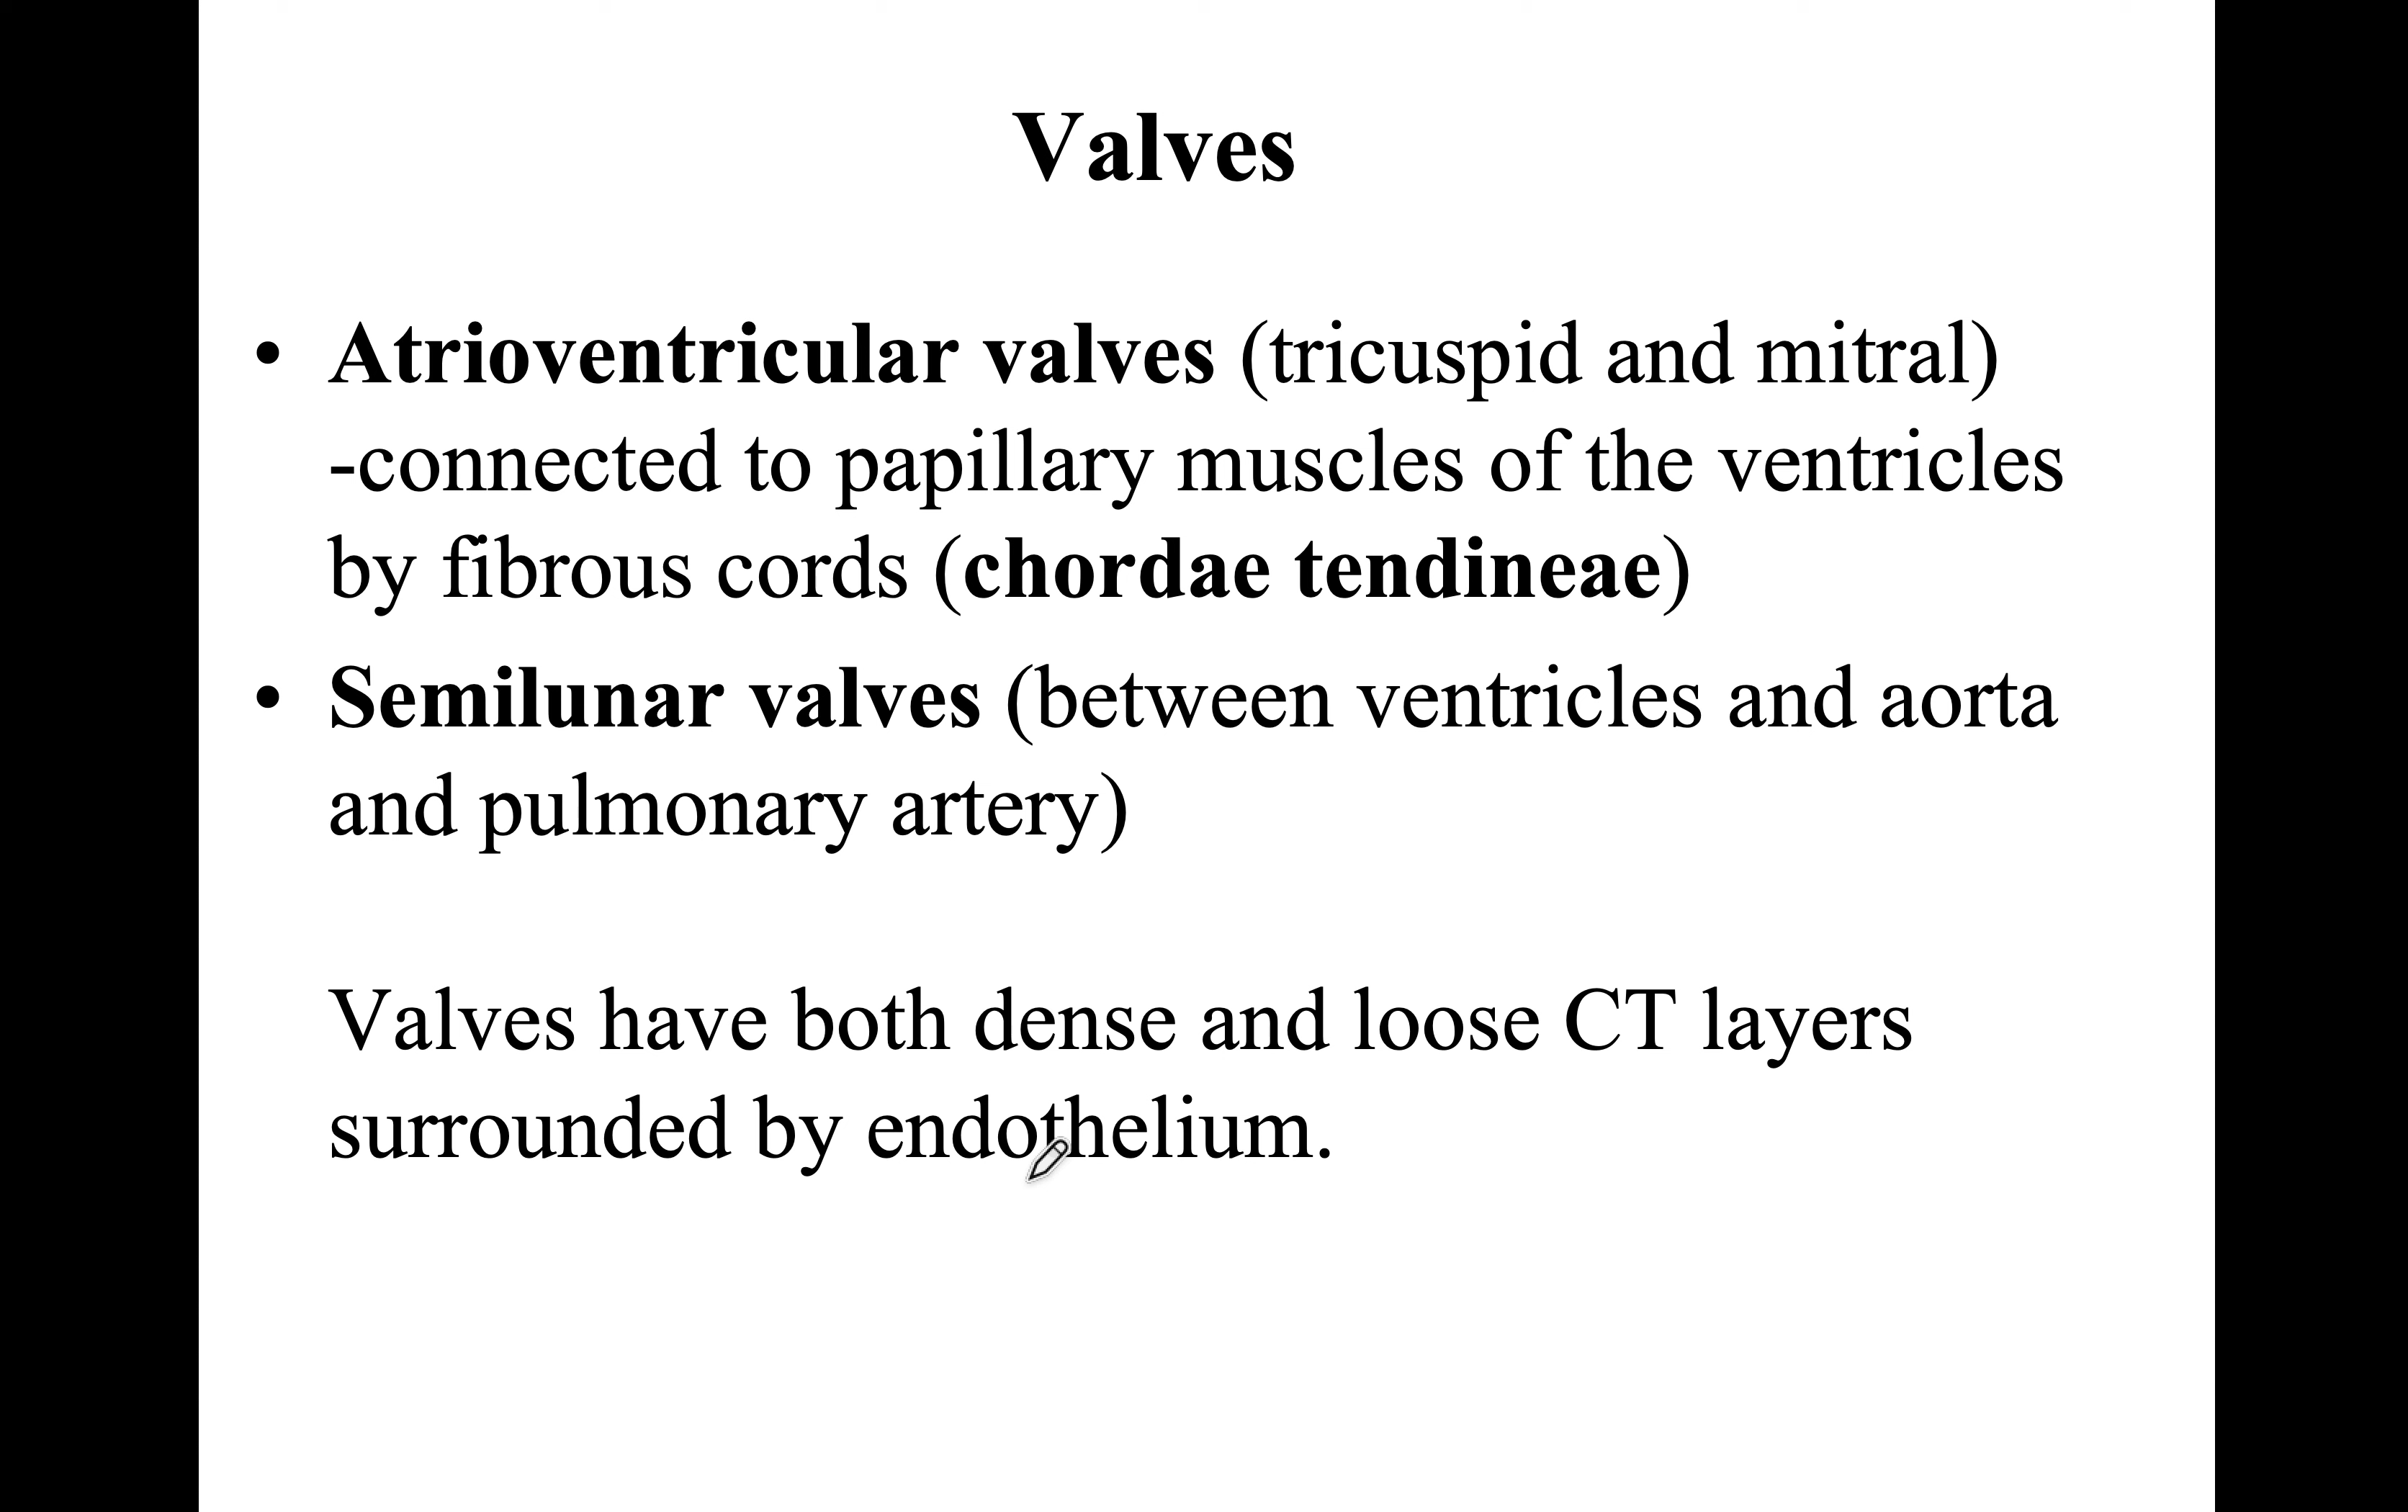 Valves
• Atrioventricular valves (tricuspid and mitral)
-connected to papillary muscles of the ventricles
by fibrous cords (chordae tendineae)
• Semilunar valves (between ventricles and aorta
and pulmonary artery)
Valves have both dense and loose CT layers
surrounded by endothelium.